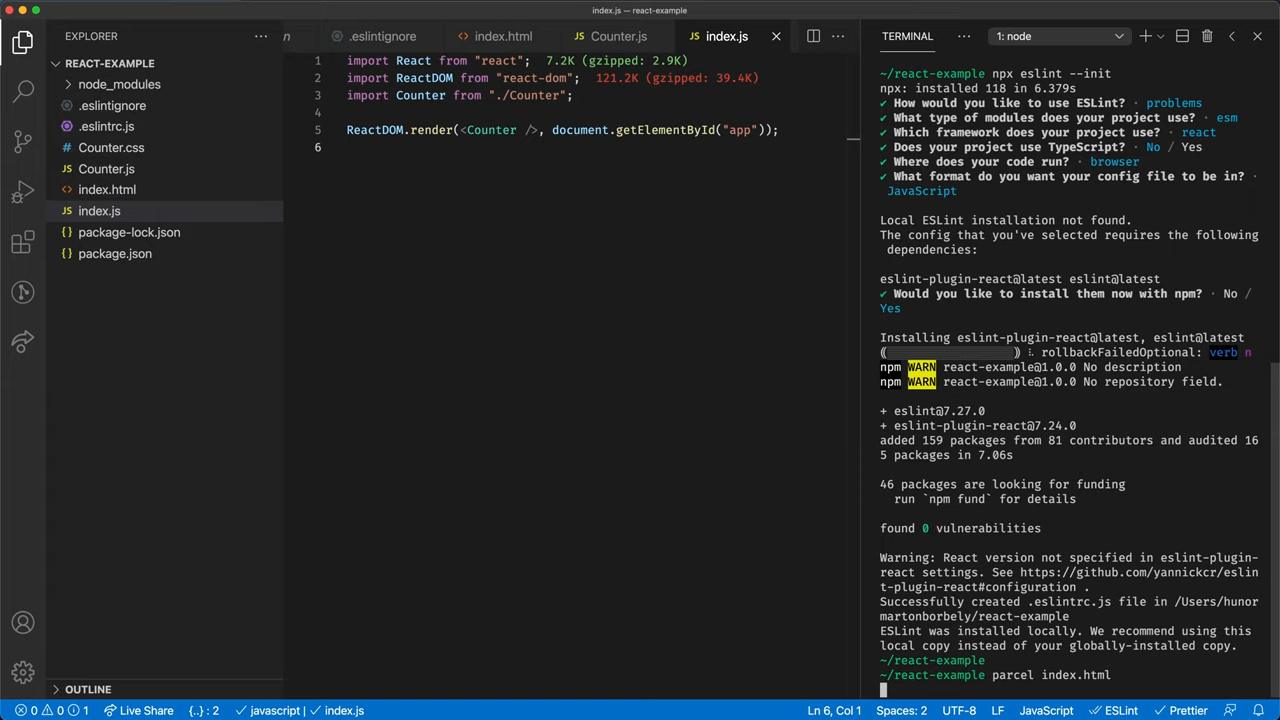 index.js — react-example
EXPLORER
REACT-EXAMPLE
node_modules
.eslintignore
.eslintrc.js
Counter.css
JS Counter.js
<> index.html
JS index.js
{} package-lock.json
{} package.json
OUTLINE
n
.eslintignore
<> index.html
JS Counter.js
JS index.js
1 import React from "react"; 7.2K (gzipped: 2.9K)
2 import ReactDOM from "react-dom"; 121.2K (gzipped: 39.4K)
3 import Counter from "./Counter";
4
5 ReactDOM.render(<Counter />, document.getElementById("app"));
6
TERMINAL
1: node
~/react-example npx eslint --init
npx: installed 118 in 6.379s
✔ How would you like to use ESLint? · problems
✔ What type of modules does your project use? · esm
✔ Which framework does your project use? · react
✔ Does your project use TypeScript? · No / Yes
✔ Where does your code run? · browser
✔ What format do you want your config file to be in? ·
JavaScript
Local ESLint installation not found.
The config that you've selected requires the following
dependencies:
eslint-plugin-react@latest eslint@latest
✔ Would you like to install them now with npm? · No /
Yes
Installing eslint-plugin-react@latest, eslint@latest
rollbackFailedOptional: verb n
npm WARN react-example@1.0.0 No description
npm WARN react-example@1.0.0 No repository field.
+ eslint@7.27.0
+ eslint-plugin-react@7.24.0
added 159 packages from 81 contributors and audited 16
5 packages in 7.06s
46 packages are looking for funding
run `npm fund` for details
found 0 vulnerabilities
Warning: React version not specified in eslint-plugin-
react settings. See https://github.com/yannickcr/eslin
t-plugin-react#configuration .
Successfully created .eslintrc.js file in /Users/hunor
martonborbely/react-example
ESLint was installed locally. We recommend using this
local copy instead of your globally-installed copy.
~/react-example
~/react-example parcel index.html
0 0 1 Live Share {..} : 2 javascript | index.js Ln 6, Col 1 Spaces: 2 UTF-8 LF JavaScript ESLint Prettier